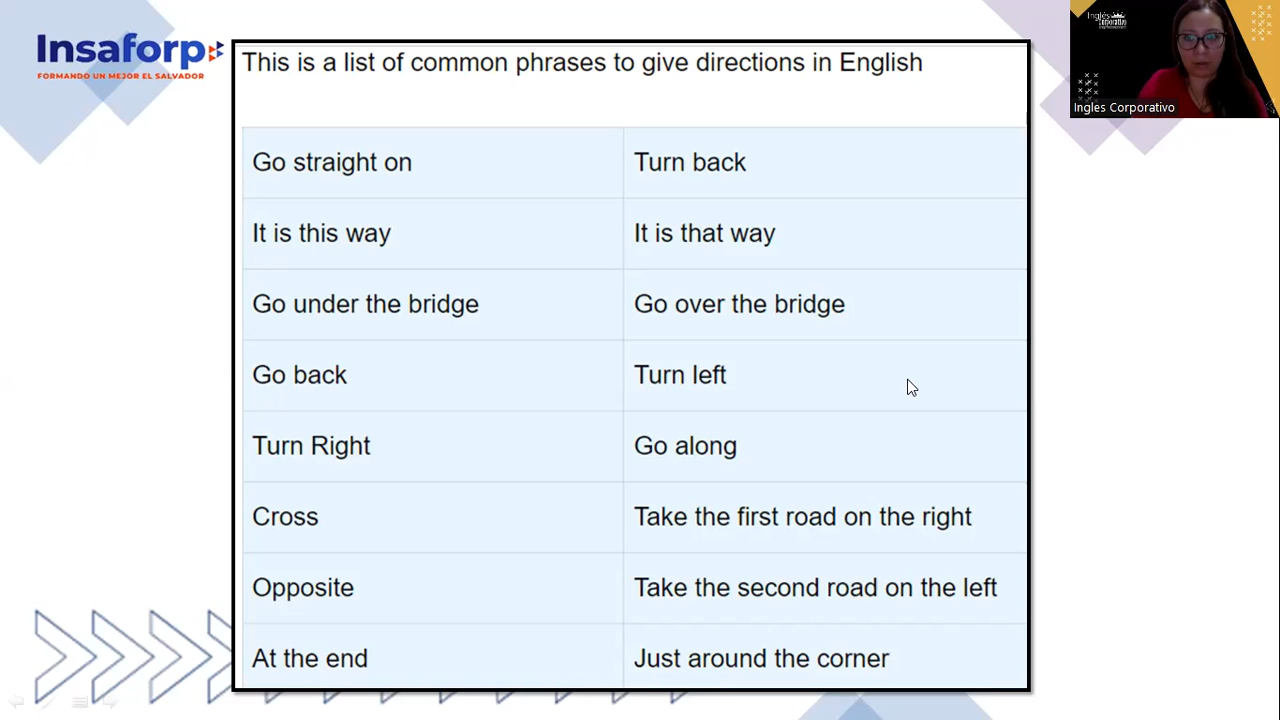 Insaforp
FORMANDO UN MEJOR EL SALVADOR
This is a list of common phrases to give directions in English
Go straight on
Turn back
It is this way
It is that way
Go under the bridge
Go over the bridge
Go back
Turn left
Turn Right
Go along
Cross
Take the first road on the right
Opposite
Take the second road on the left
At the end
Just around the corner
Inglés
Corporativo
Ingles Corporativo